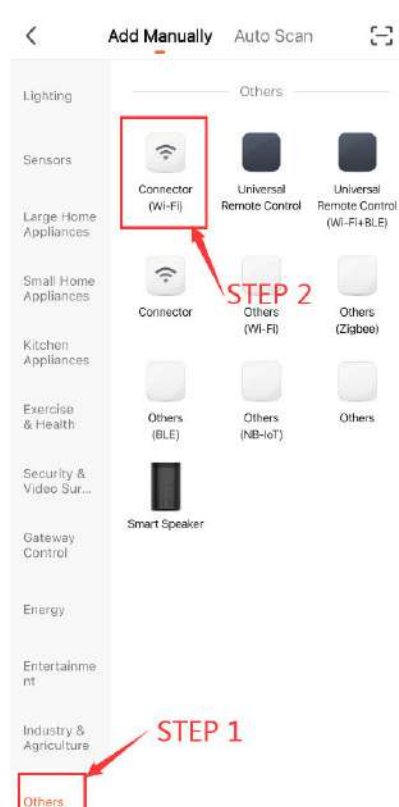 Add Manually Auto Scan
Lighting
Sensors
Large Home
Appliances
Small Home
Appliances
Kitchen
Appliances
Exercise
& Health
Security &
Video Sur...
Gateway
Control
Energy
Entertainme
nt
Industry &
Agriculture
Others
Others
Connector
(Wi-Fi)
Universal
Remote Control
Universal
Remote Control
(Wi-Fi+BLE)
Connector
Others
(Wi-Fi)
Others
(Zigbee)
Others
(BLE)
Others
(NB-IoT)
Others
Smart Speaker
STEP 2
STEP 1